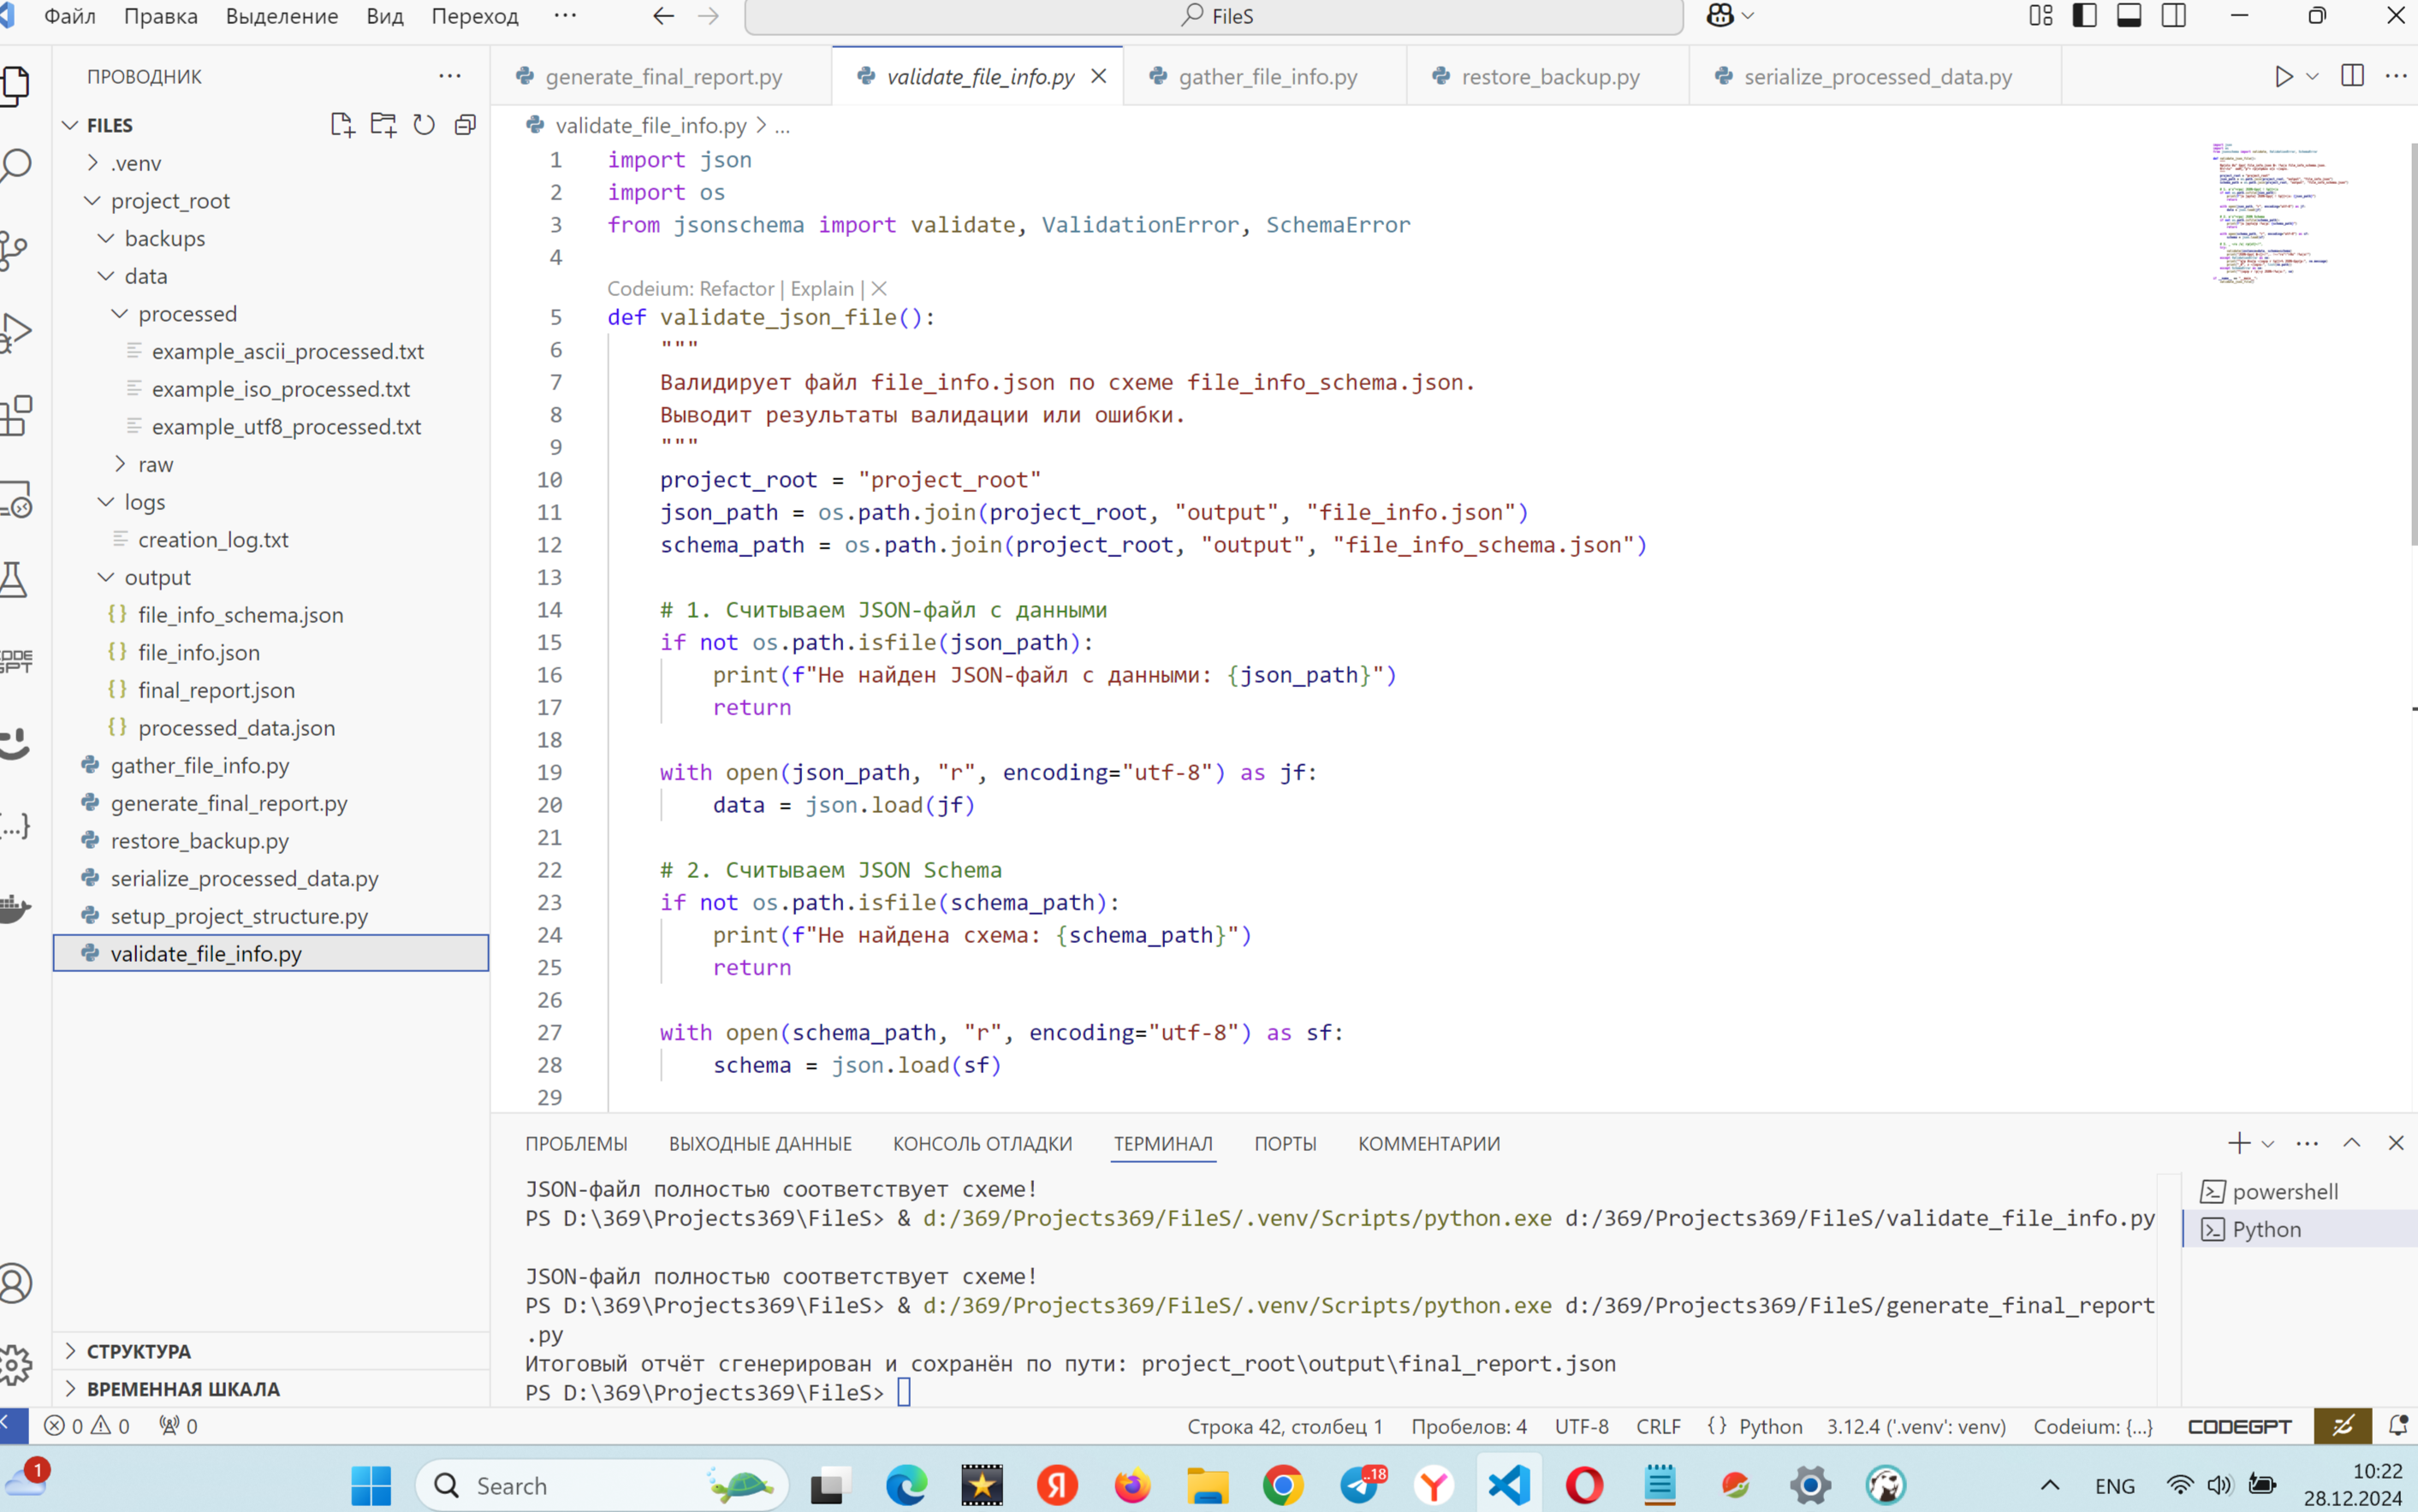 Файл Правка Выделение Вид Переход ... FileS
ПРОВОДНИК ...
FILES
.venv
project_root
backups
data
processed
example_ascii_processed.txt
example_iso_processed.txt
example_utf8_processed.txt
raw
logs
creation_log.txt
output
file_info_schema.json
file_info.json
final_report.json
processed_data.json
gather_file_info.py
generate_final_report.py
restore_backup.py
serialize_processed_data.py
setup_project_structure.py
validate_file_info.py
СТРУКТУРА
ВРЕМЕННАЯ ШКАЛА
generate_final_report.py validate_file_info.py gather_file_info.py restore_backup.py serialize_processed_data.py
validate_file_info.py > ...
1 import json
2 import os
3 from jsonschema import validate, ValidationError, SchemaError
4
Codeium: Refactor | Explain | ×
5 def validate_json_file():
6 """
7 Валидирует файл file_info.json по схеме file_info_schema.json.
8 Выводит результаты валидации или ошибки.
9 """
10 project_root = "project_root"
11 json_path = os.path.join(project_root, "output", "file_info.json")
12 schema_path = os.path.join(project_root, "output", "file_info_schema.json")
13
14 # 1. Считываем JSON-файл с данными
15 if not os.path.isfile(json_path):
16 print(f"Не найден JSON-файл с данными: {json_path}")
17 return
18
19 with open(json_path, "r", encoding="utf-8") as jf:
20 data = json.load(jf)
21
22 # 2. Считываем JSON Schema
23 if not os.path.isfile(schema_path):
24 print(f"Не найдена схема: {schema_path}")
25 return
26
27 with open(schema_path, "r", encoding="utf-8") as sf:
28 schema = json.load(sf)
29
ПРОБЛЕМЫ ВЫХОДНЫЕ ДАННЫЕ КОНСОЛЬ ОТЛАДКИ ТЕРМИНАЛ ПОРТЫ КОММЕНТАРИИ
JSON-файл полностью соответствует схеме!
PS D:\369\Projects369\FileS> & d:/369/Projects369/FileS/.venv/Scripts/python.exe d:/369/Projects369/FileS/validate_file_info.py
JSON-файл полностью соответствует схеме!
PS D:\369\Projects369\FileS> & d:/369/Projects369/FileS/.venv/Scripts/python.exe d:/369/Projects369/FileS/generate_final_report
.py
Итоговый отчёт сгенерирован и сохранён по пути: project_root\output\final_report.json
PS D:\369\Projects369\FileS>
powershell
Python
0 0 0 Строка 42, столбец 1 Пробелов: 4 UTF-8 CRLF {} Python 3.12.4 ('.venv': venv) Codeium: {...} CODEGPT
1 Search ..18 ENG 10:22
28.12.2024